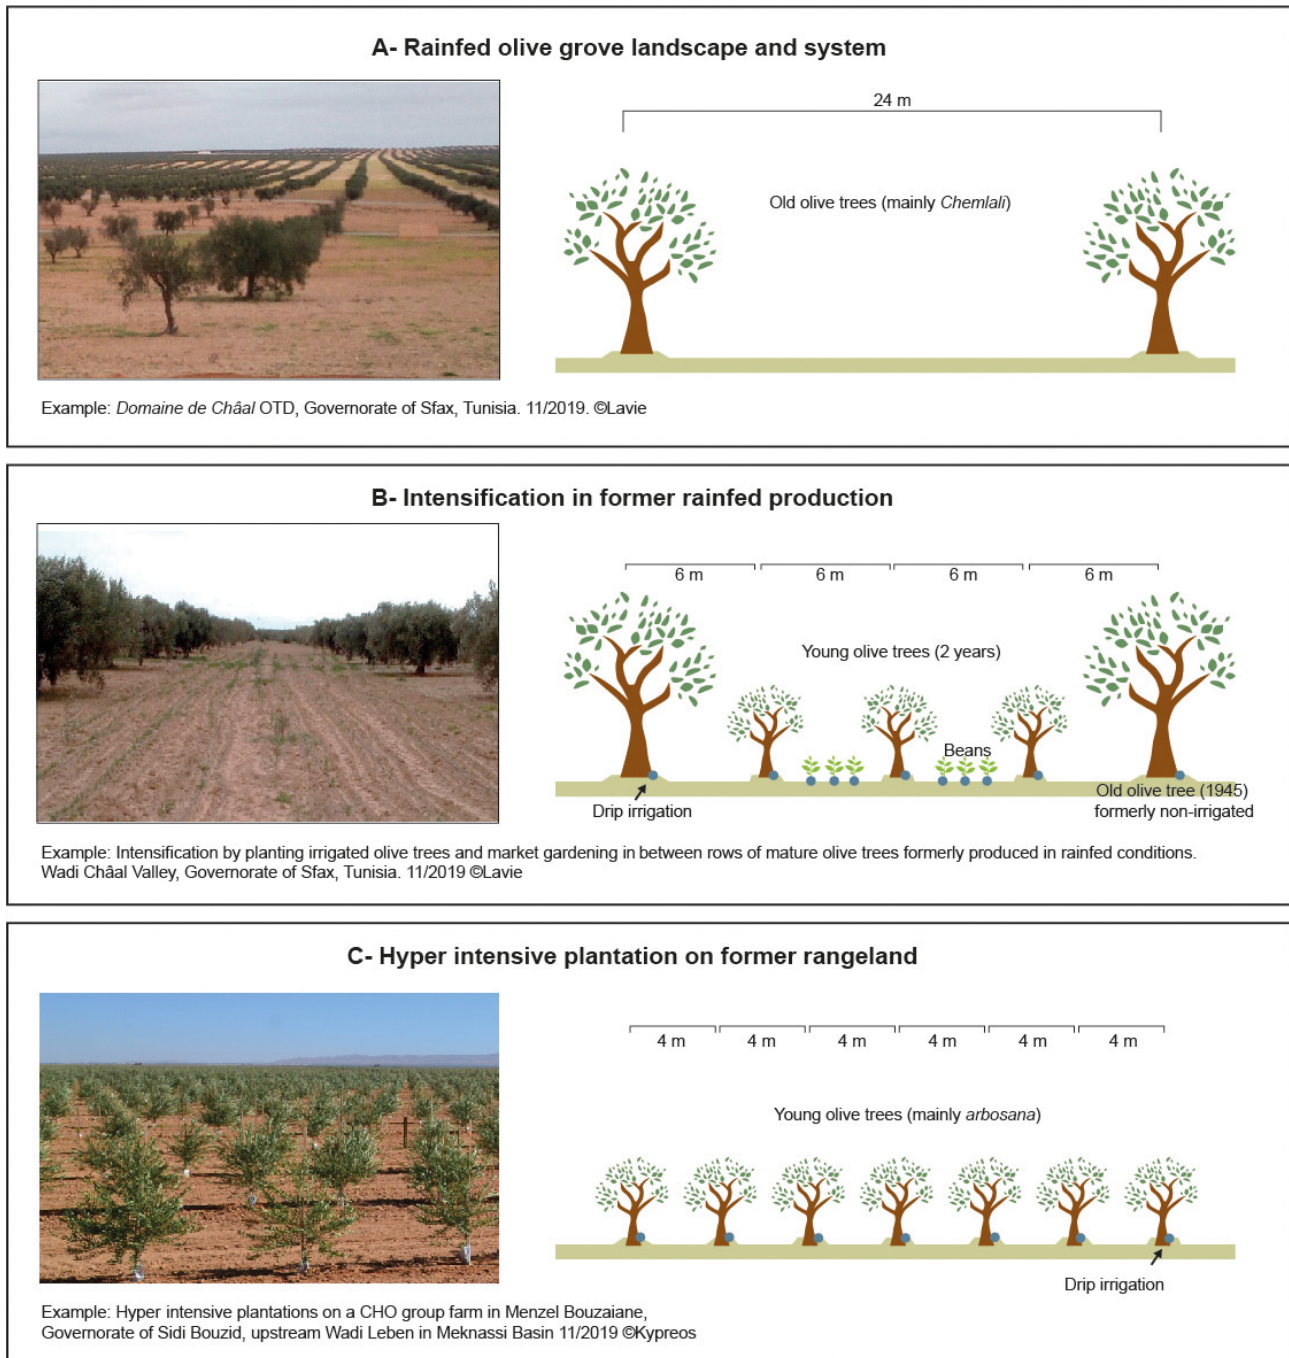 A- Rainfed olive grove landscape and system
24 m
Old olive trees (mainly Chemlali)
Example: Domaine de Châal OTD, Governorate of Sfax, Tunisia. 11/2019. ©Lavie
B- Intensification in former rainfed production
6 m 6 m 6 m 6 m
Young olive trees (2 years)
Beans
Drip irrigation
Old olive tree (1945)
formerly non-irrigated
Example: Intensification by planting irrigated olive trees and market gardening in between rows of mature olive trees formerly produced in rainfed conditions.
Wadi Châal Valley, Governorate of Sfax, Tunisia. 11/2019 ©Lavie
C- Hyper intensive plantation on former rangeland
4 m 4 m 4 m 4 m 4 m 4 m
Young olive trees (mainly arbosana)
Drip irrigation
Example: Hyper intensive plantations on a CHO group farm in Menzel Bouzaiane,
Governorate of Sidi Bouzid, upstream Wadi Leben in Meknassi Basin 11/2019 ©Kypreos